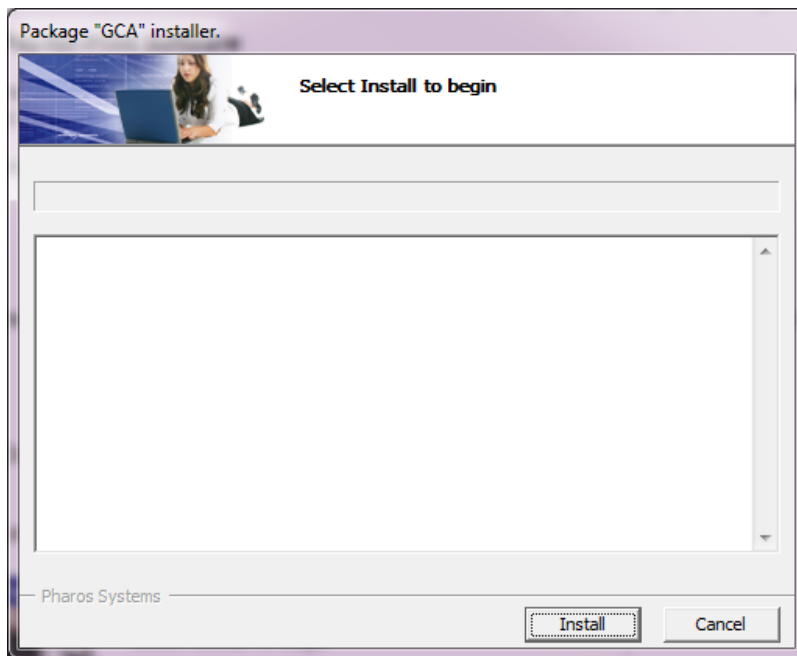 Package "GCA" installer.
Select Install to begin
Pharos Systems
Install
Cancel